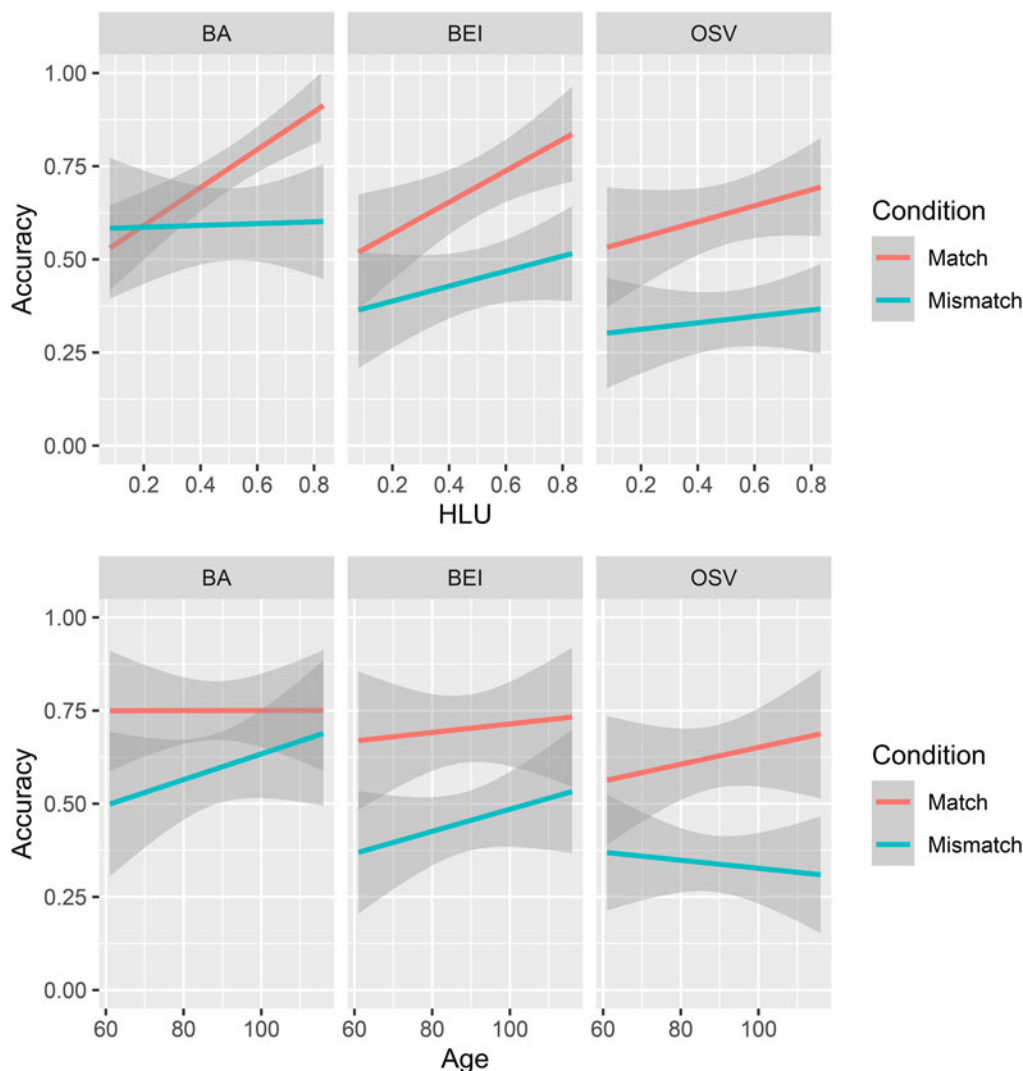 BA BEI OSV
1.00
0.75
0.50
0.25
0.00
Accuracy
0.2 0.4 0.6 0.8 0.2 0.4 0.6 0.8 0.2 0.4 0.6 0.8
HLU
Condition
Match
Mismatch
BA BEI OSV
1.00
0.75
0.50
0.25
0.00
Accuracy
60 80 100 60 80 100 60 80 100
Age
Condition
Match
Mismatch